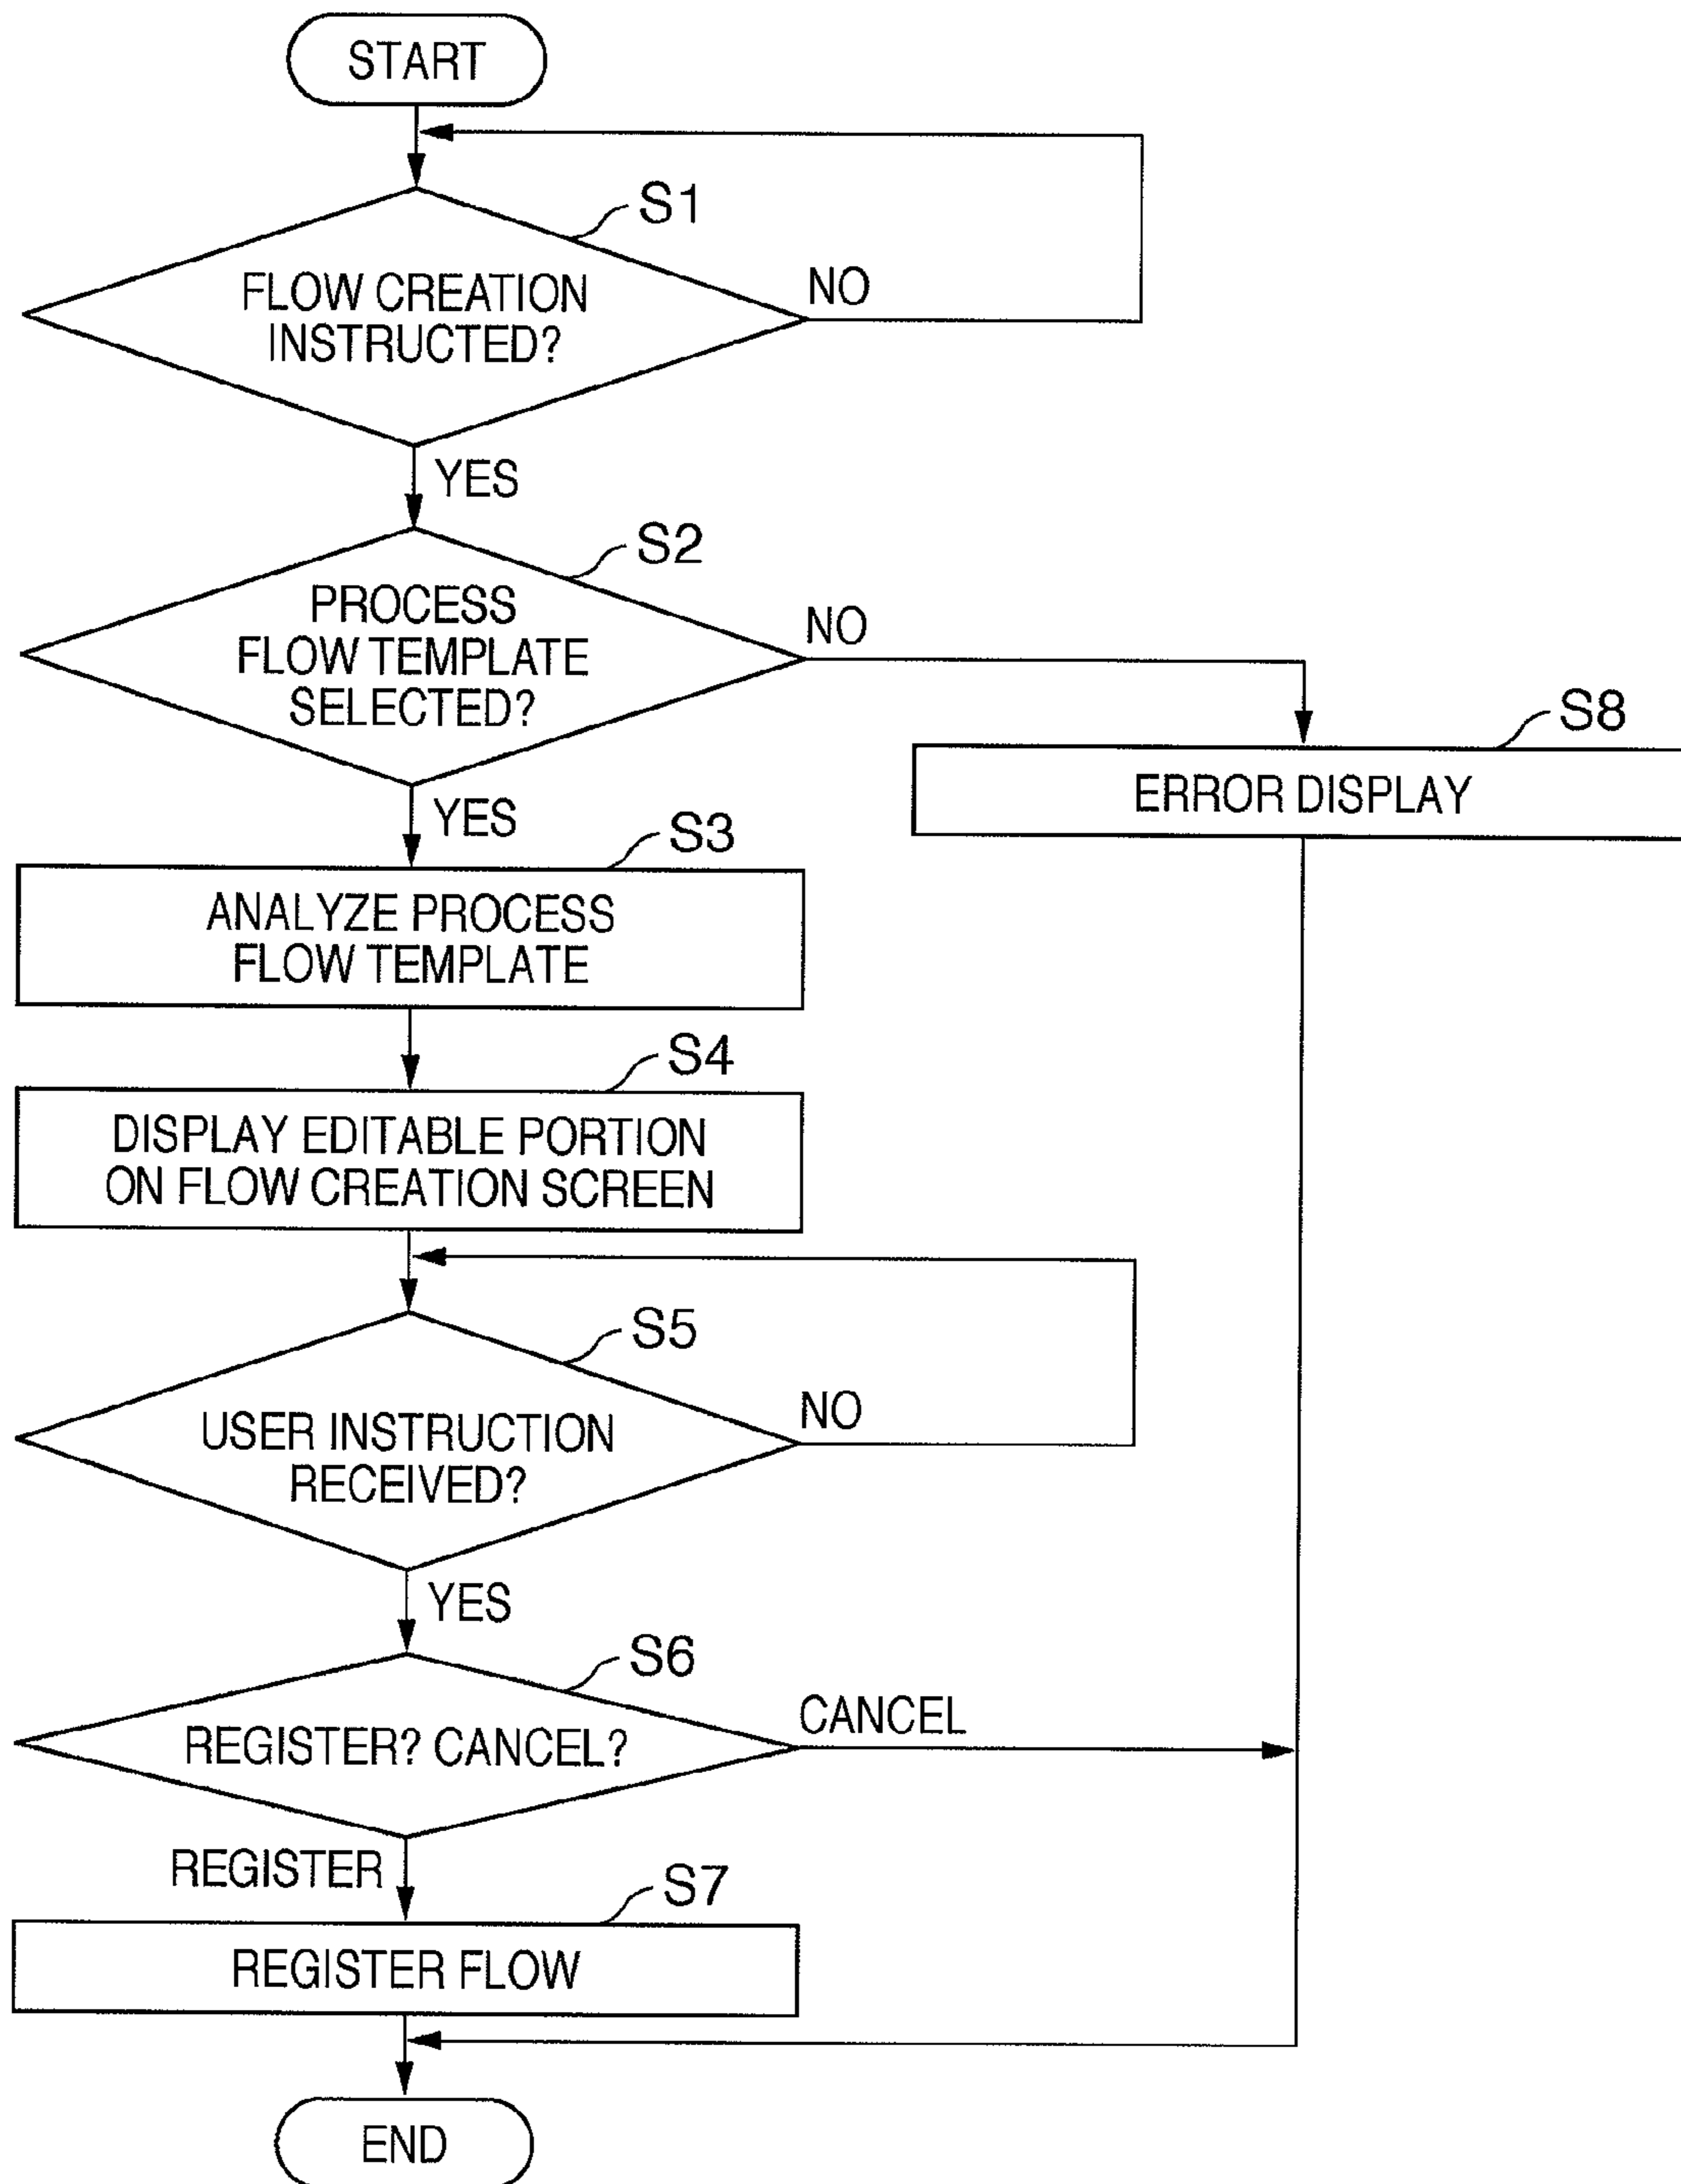 START
S1
FLOW CREATION
INSTRUCTED?
NO
YES
S2
PROCESS
FLOW TEMPLATE
SELECTED?
NO
S8
ERROR DISPLAY
YES
S3
ANALYZE PROCESS
FLOW TEMPLATE
S4
DISPLAY EDITABLE PORTION
ON FLOW CREATION SCREEN
S5
USER INSTRUCTION
RECEIVED?
NO
YES
S6
REGISTER? CANCEL?
CANCEL
REGISTER
S7
REGISTER FLOW
END